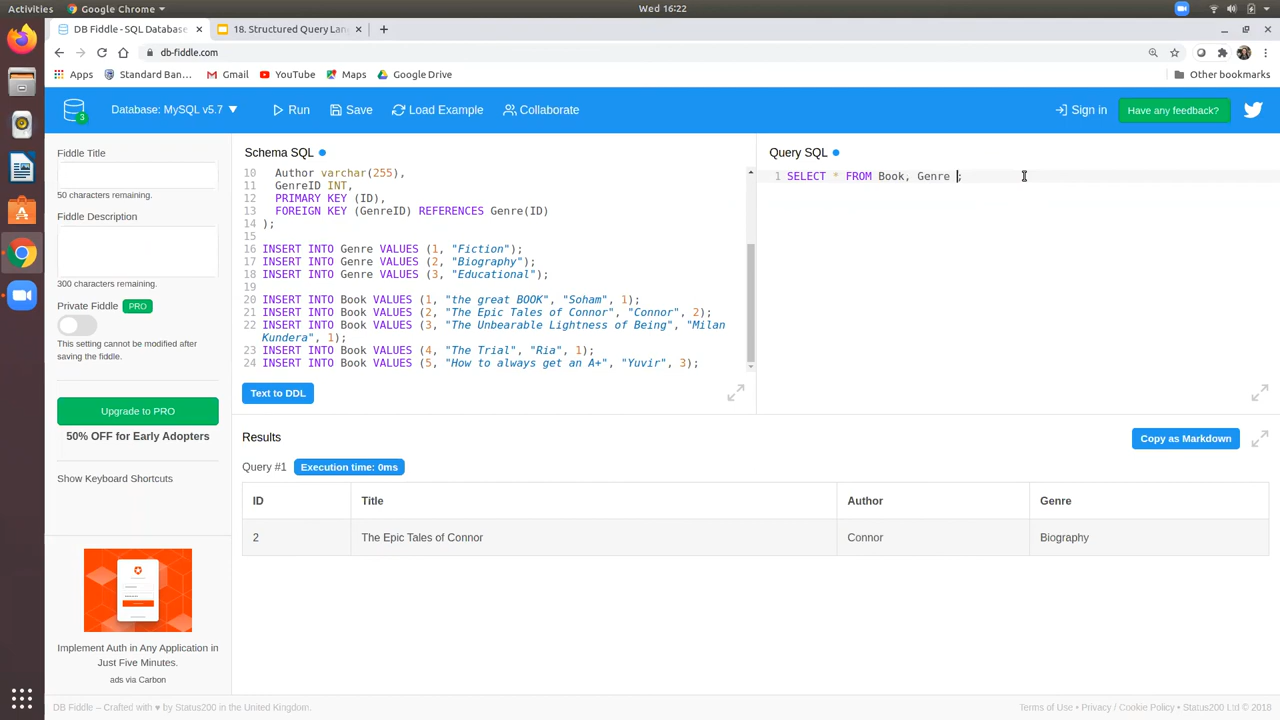 Activities
Google Chrome
Wed 16:22
DB Fiddle - SQL Database
18. Structured Query Lan
db-fiddle.com
Apps
Standard Ban...
Gmail
YouTube
Maps
Google Drive
Other bookmarks
3
Database: MySQL v5.7
Run
Save
Load Example
Collaborate
Sign in
Have any feedback?
Fiddle Title
50 characters remaining.
Fiddle Description
300 characters remaining.
Private Fiddle PRO
This setting cannot be modified after
saving the fiddle.
Upgrade to PRO
50% OFF for Early Adopters
Show Keyboard Shortcuts
Implement Auth in Any Application in
Just Five Minutes.
ads via Carbon
Schema SQL
10 Author varchar(255),
11 GenreID INT,
12 PRIMARY KEY (ID),
13 FOREIGN KEY (GenreID) REFERENCES Genre(ID)
14 );
15
16 INSERT INTO Genre VALUES (1, "Fiction");
17 INSERT INTO Genre VALUES (2, "Biography");
18 INSERT INTO Genre VALUES (3, "Educational");
19
20 INSERT INTO Book VALUES (1, "the great BOOK", "Soham", 1);
21 INSERT INTO Book VALUES (2, "The Epic Tales of Connor", "Connor", 2);
22 INSERT INTO Book VALUES (3, "The Unbearable Lightness of Being", "Milan
Kundera", 1);
23 INSERT INTO Book VALUES (4, "The Trial", "Ria", 1);
24 INSERT INTO Book VALUES (5, "How to always get an A+", "Yuvir", 3);
Text to DDL
Query SQL
1 SELECT * FROM Book, Genre ;
Results
Copy as Markdown
Query #1 Execution time: 0ms
ID Title Author Genre
2 The Epic Tales of Connor Connor Biography
DB Fiddle – Crafted with ♥ by Status200 in the United Kingdom.
Terms of Use • Privacy / Cookie Policy • Status200 Ltd © 2018